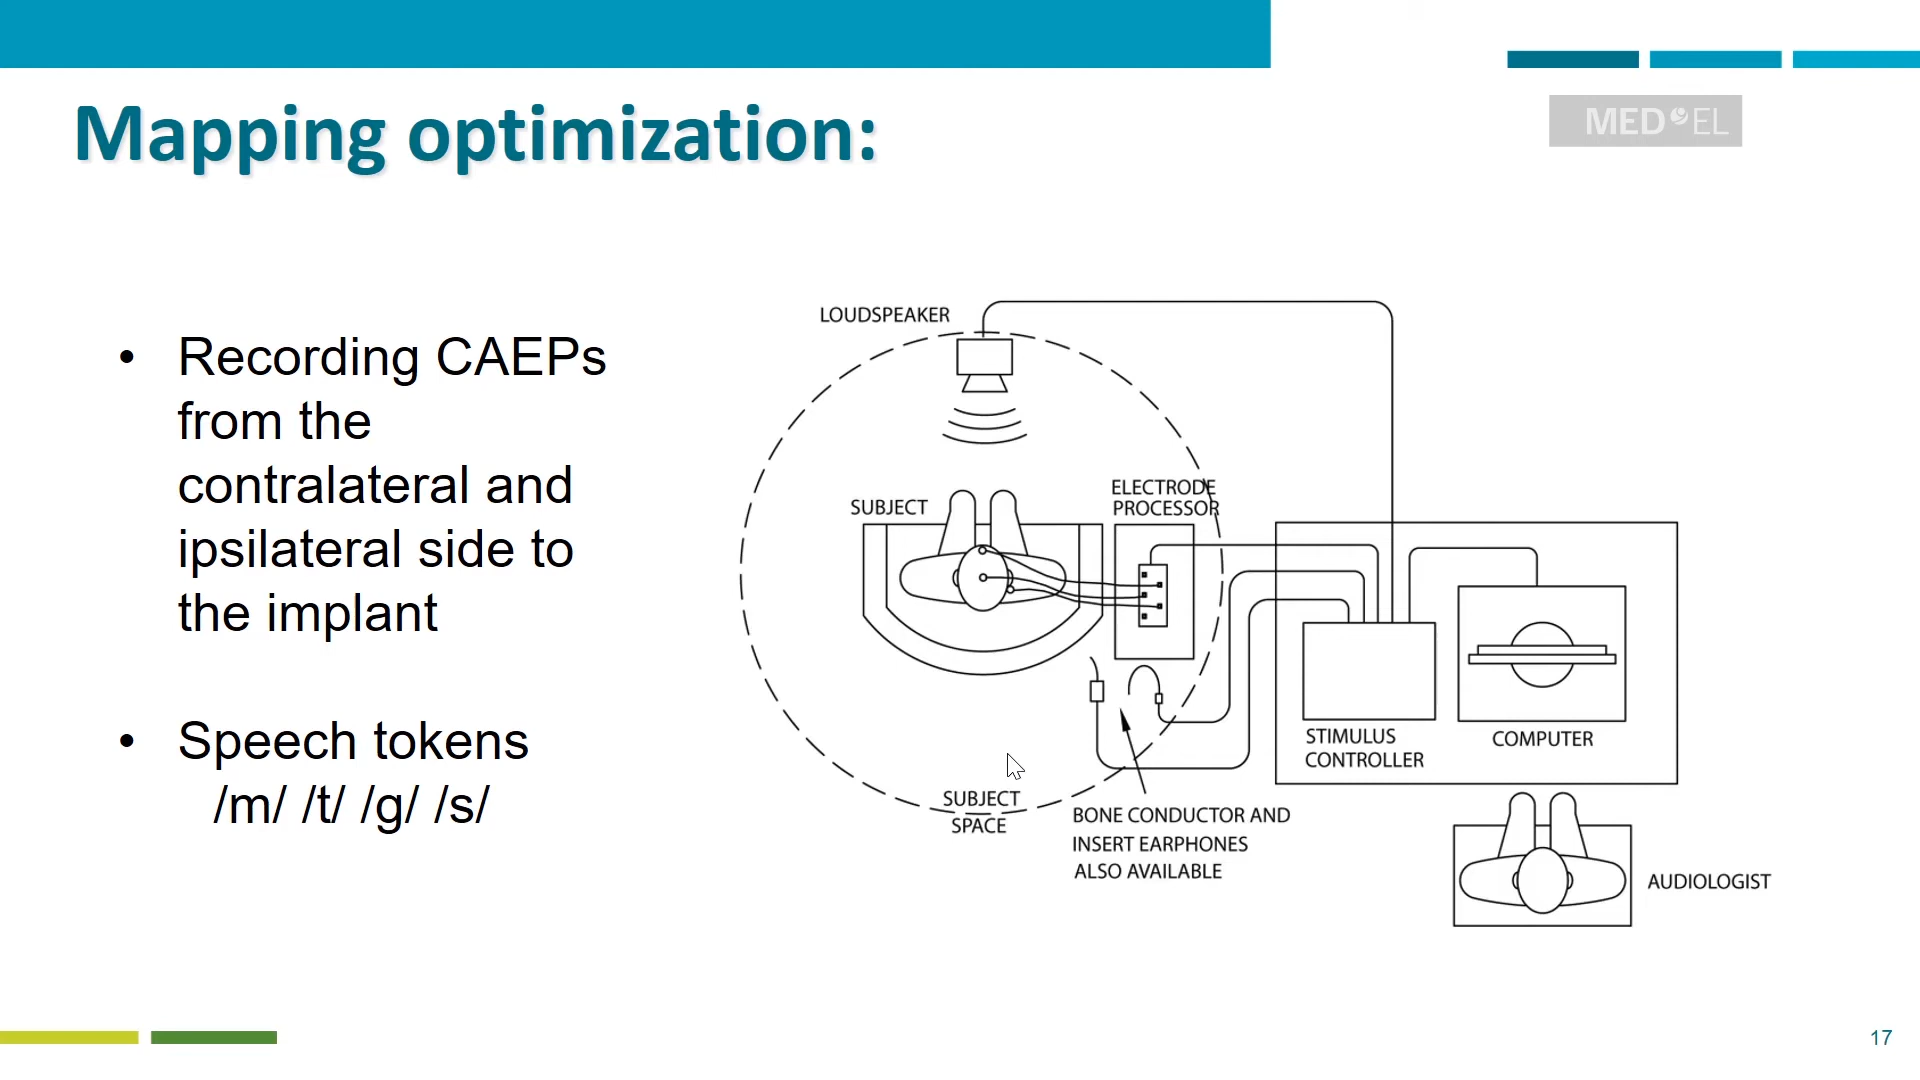 Mapping optimization:
MED EL
• Recording CAEPs
from the
contralateral and
ipsilateral side to
the implant
• Speech tokens
/m/ /t/ /g/ /s/
LOUDSPEAKER
SUBJECT
ELECTRODE
PROCESSOR
STIMULUS
CONTROLLER
COMPUTER
SUBJECT
SPACE
BONE CONDUCTOR AND
INSERT EARPHONES
ALSO AVAILABLE
AUDIOLOGIST
17